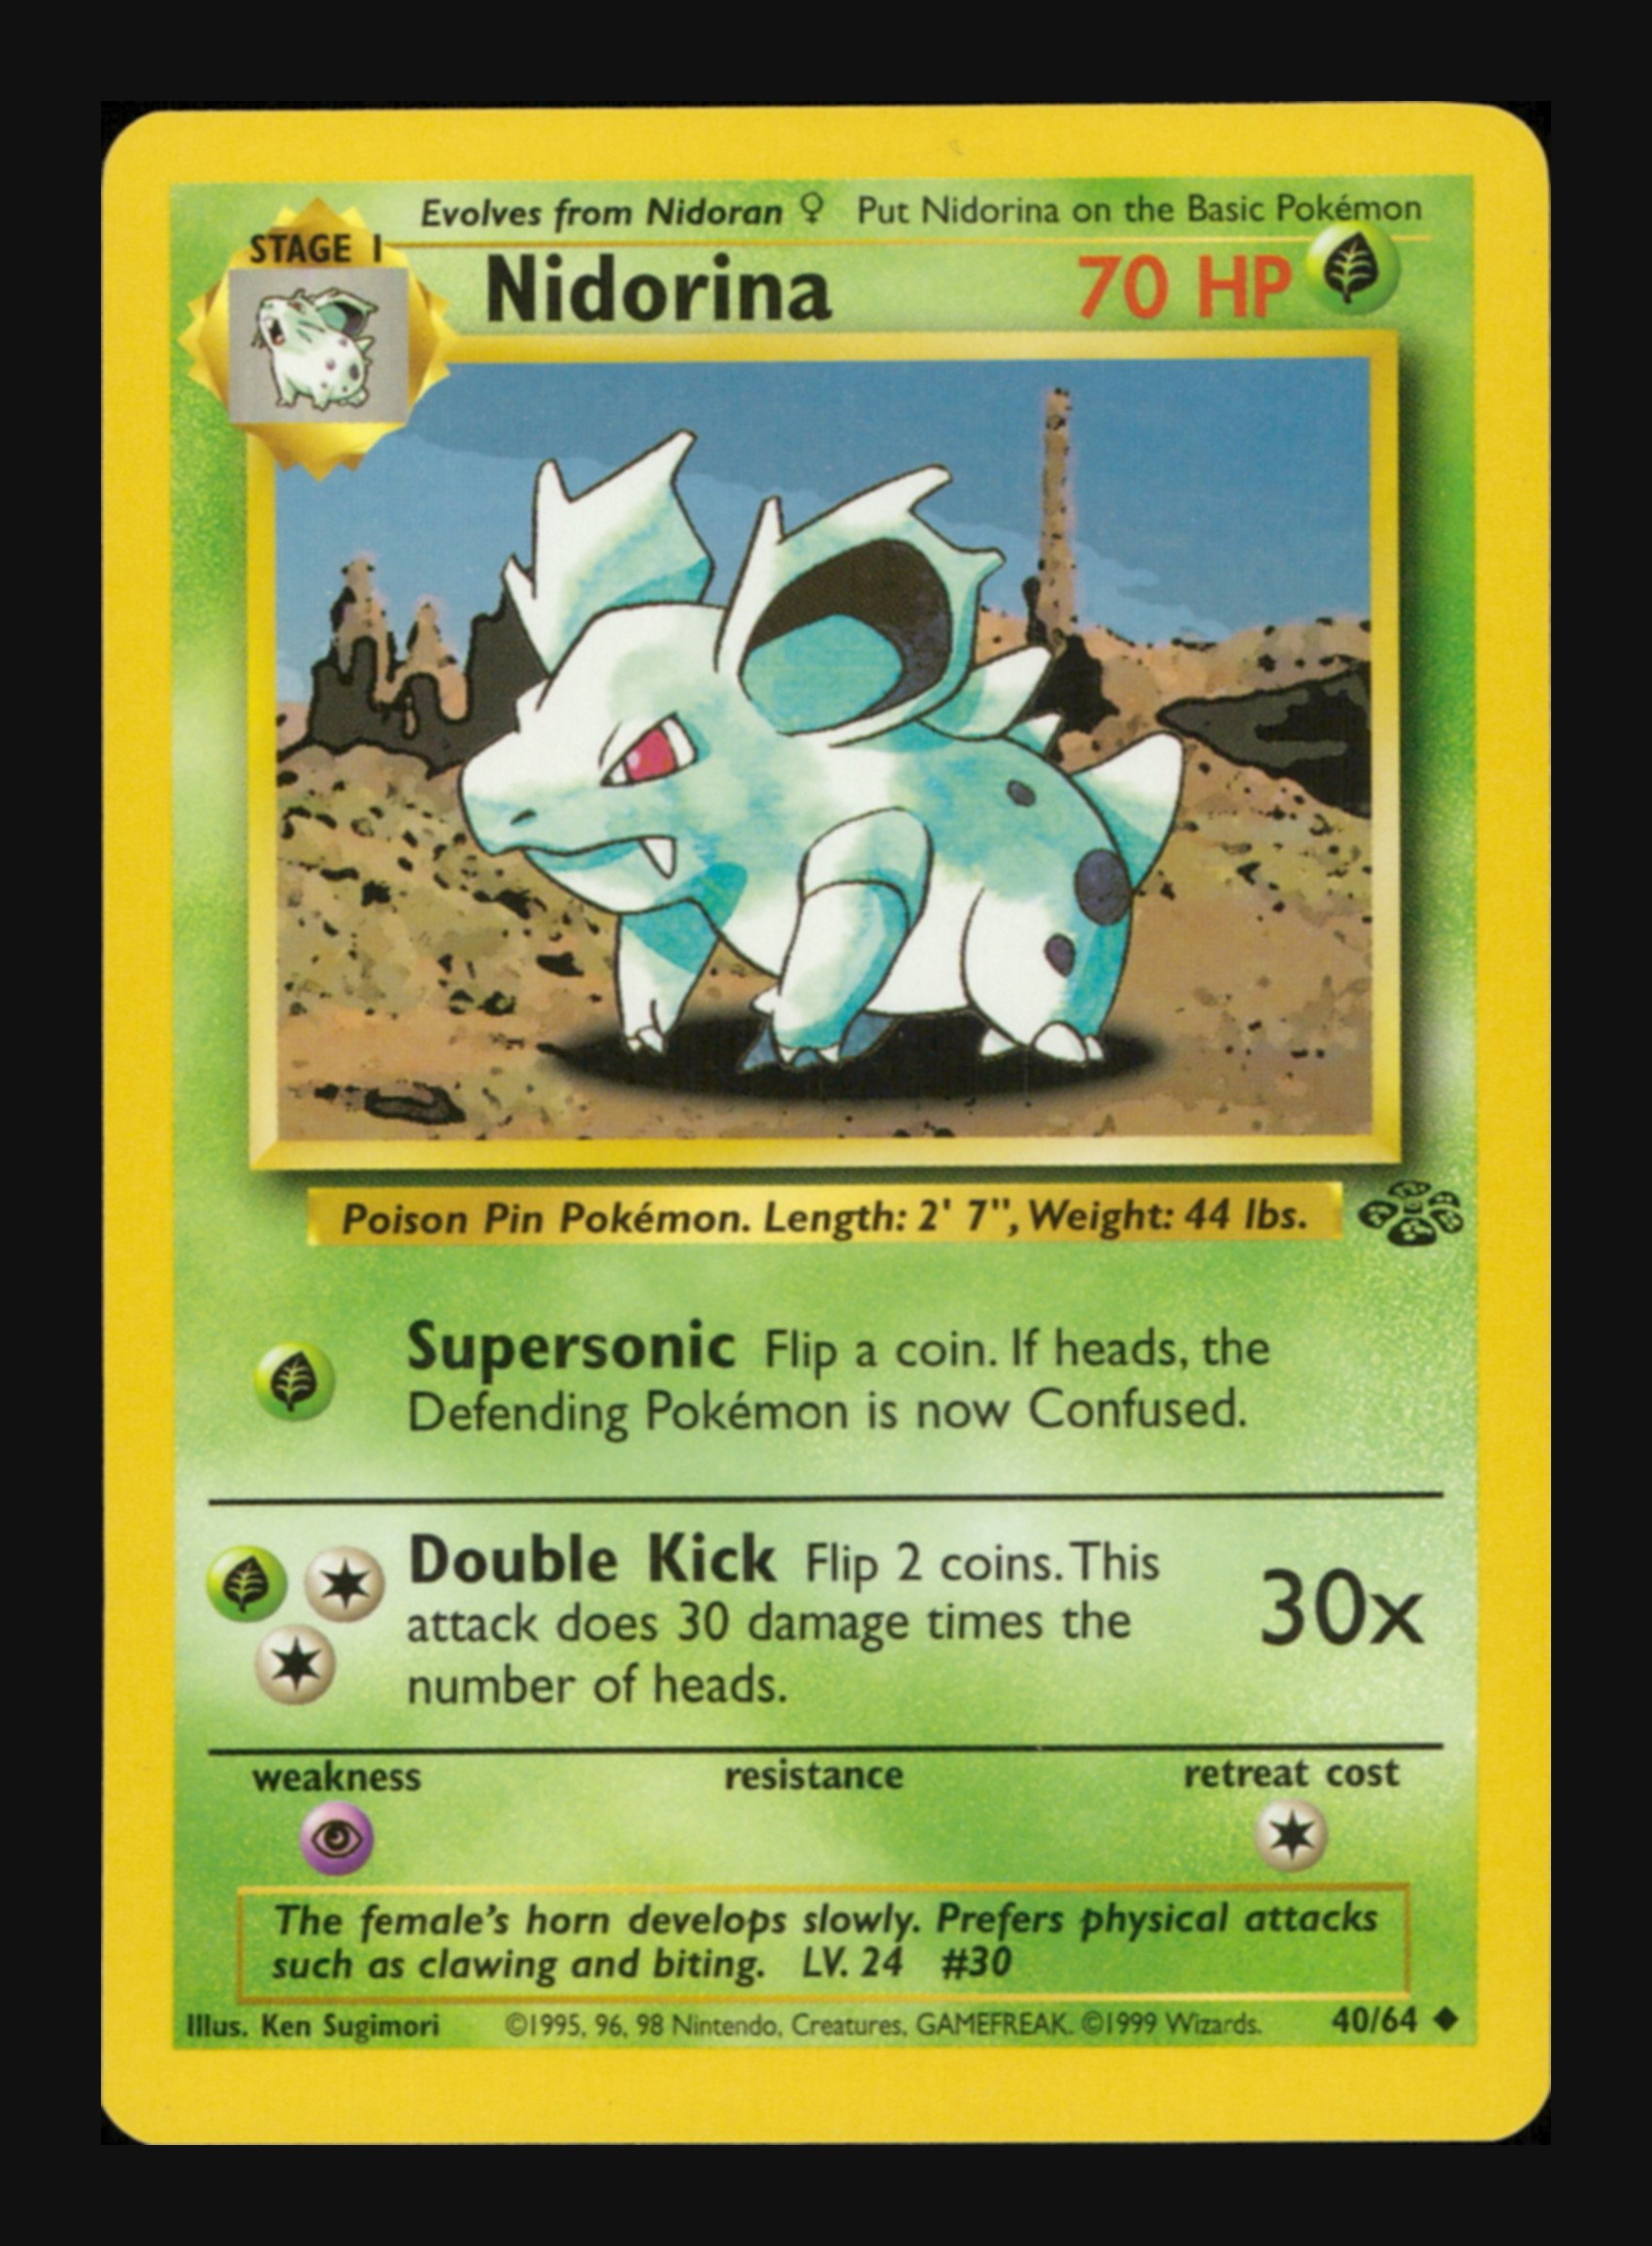 Evolves from Nidoran ♀ Put Nidorina on the Basic Pokémon
STAGE 1
Nidorina 70 HP
Poison Pin Pokémon. Length: 2' 7", Weight: 44 lbs.
Supersonic Flip a coin. If heads, the
Defending Pokémon is now Confused.
Double Kick Flip 2 coins. This
attack does 30 damage times the
number of heads.
30x
weakness resistance retreat cost
The female's horn develops slowly. Prefers physical attacks
such as clawing and biting. LV. 24 #30
Illus. Ken Sugimori ©1995, 96, 98 Nintendo, Creatures, GAMEFREAK. ©1999 Wizards. 40/64 ◆